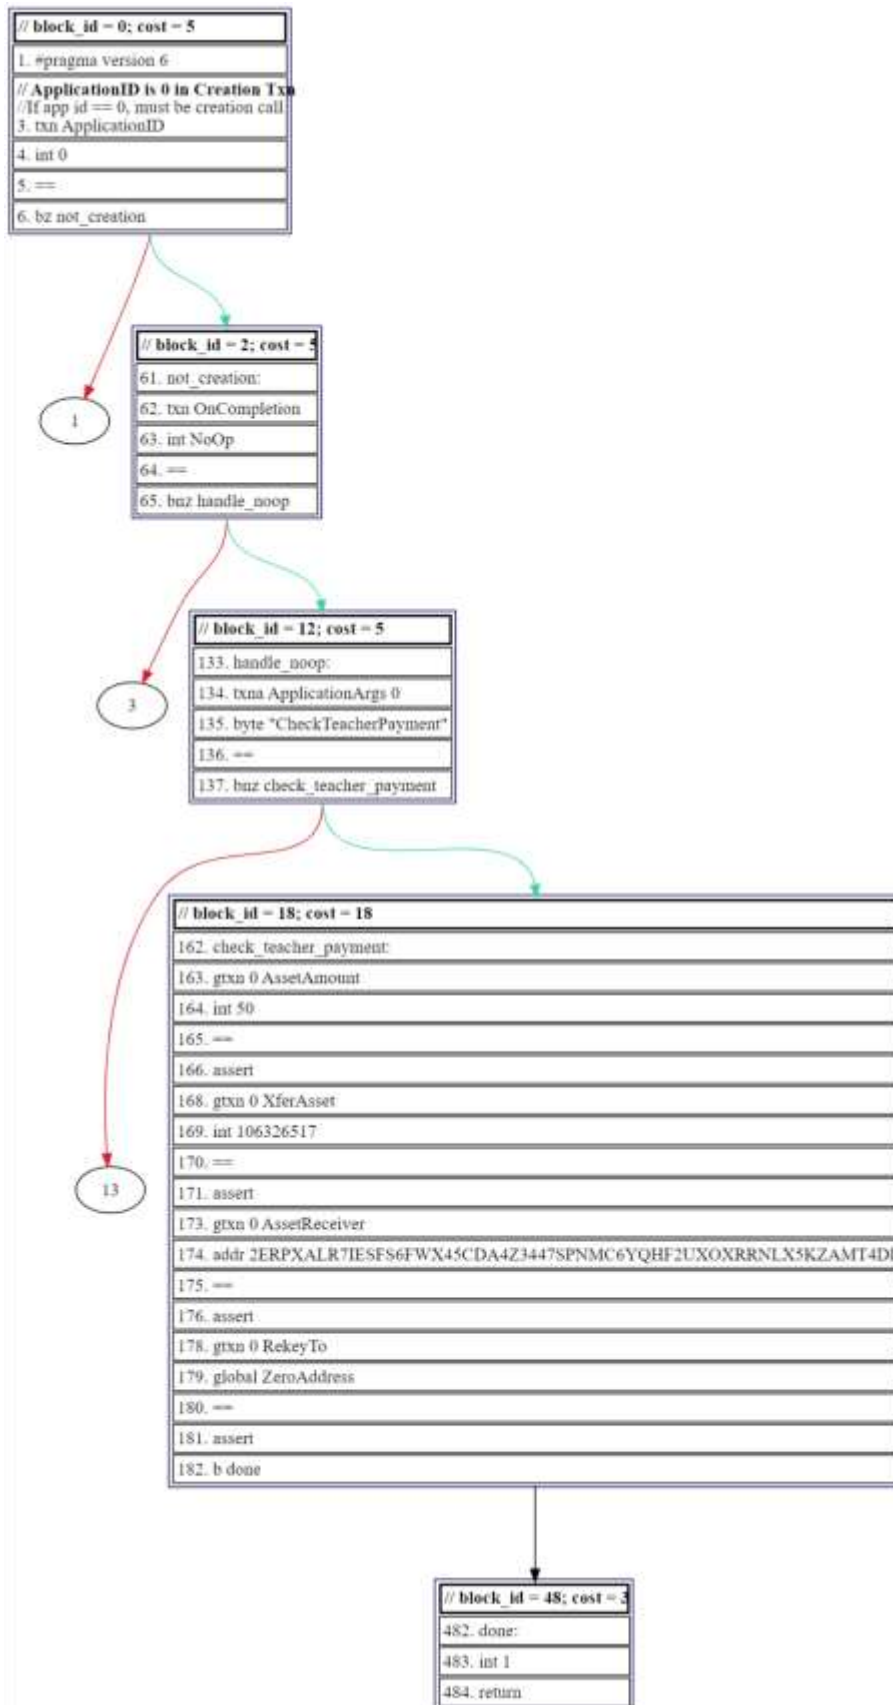 // block_id = 0; cost = 5
1. #pragma version 6
// ApplicationID is 0 in Creation Txn
//If app id == 0, must be creation call
3. txn ApplicationID
4. int 0
5. ==
6. bz not_creation
// block_id = 2; cost = 5
61. not_creation:
62. txn OnCompletion
63. int NoOp
64. ==
65. bnz handle_noop
1
// block_id = 12; cost = 5
133. handle_noop:
134. txna ApplicationArgs 0
135. byte "CheckTeacherPayment"
136. ==
137. bnz check_teacher_payment
3
// block_id = 18; cost = 18
162. check_teacher_payment:
163. gtxn 0 AssetAmount
164. int 50
165. ==
166. assert
168. gtxn 0 XferAsset
169. int 106326517
170. ==
171. assert
173. gtxn 0 AssetReceiver
174. addr
175. ==
176. assert
178. gtxn 0 RekeyTo
179. global ZeroAddress
180. ==
181. assert
182. b done
13
// block_id = 48; cost = 3
482. done:
483. int 1
484. return